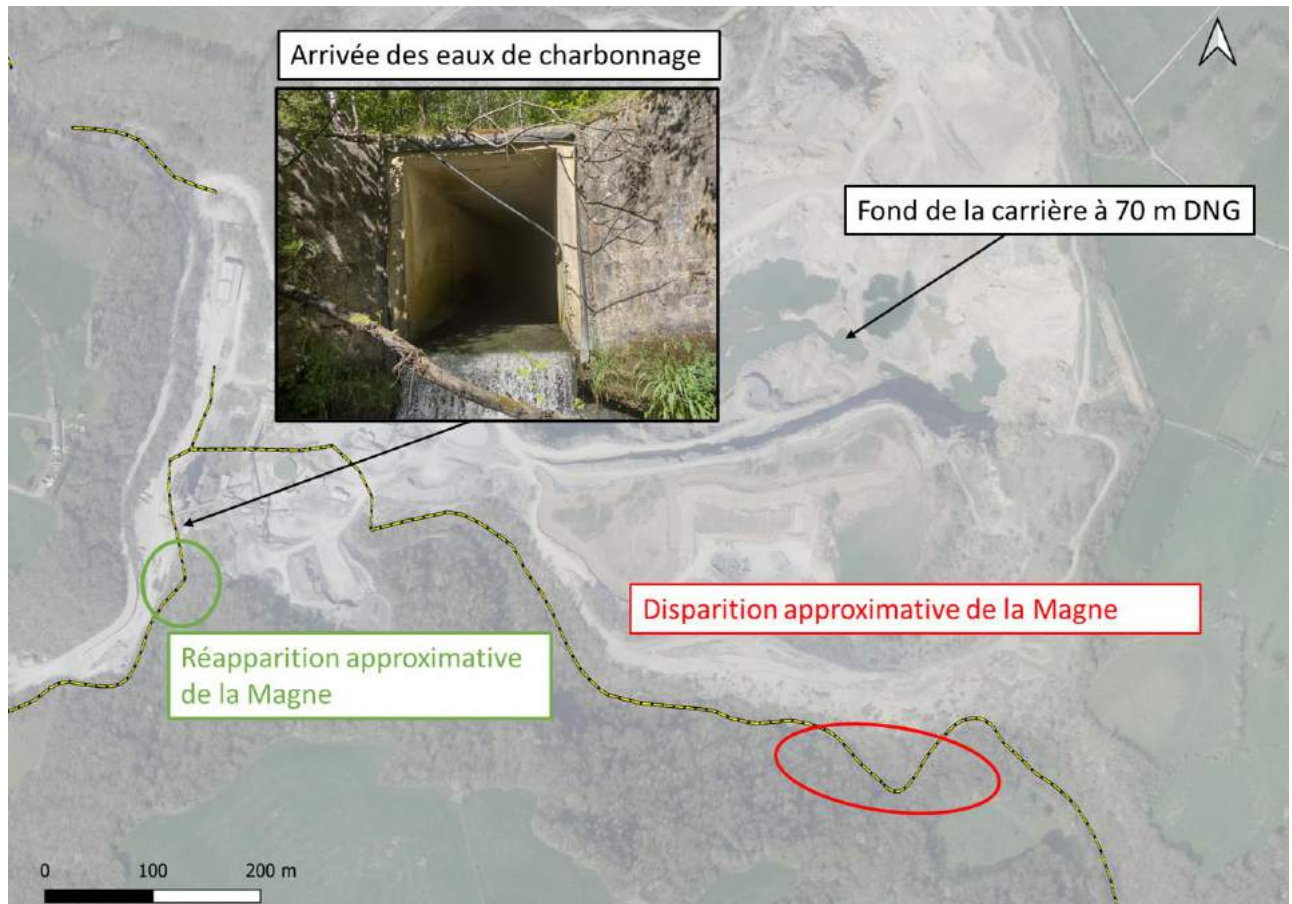 Arrivée des eaux de charbonnage
Fond de la carrière à 70 m DNG
Disparition approximative de la Magne
Réapparition approximative
de la Magne
0 100 200 m